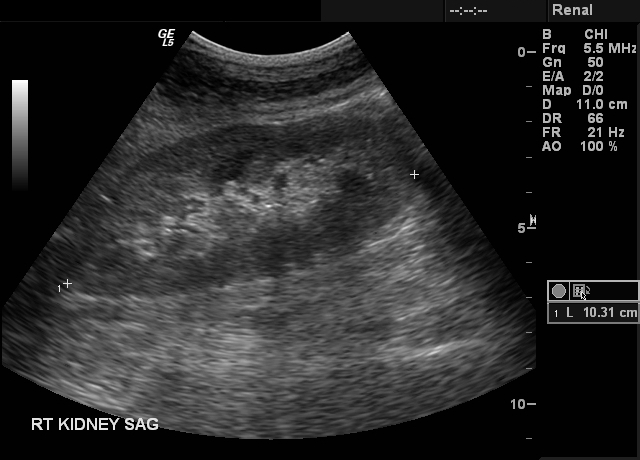 --:--:--
Renal
GE
L5
B CHI
Frq 5.5 MHz
Gn 50
E/A 2/2
Map D/0
D 11.0 cm
DR 66
FR 21 Hz
AO 100 %
0
5
10
1
1 L 10.31 cm
RT KIDNEY SAG